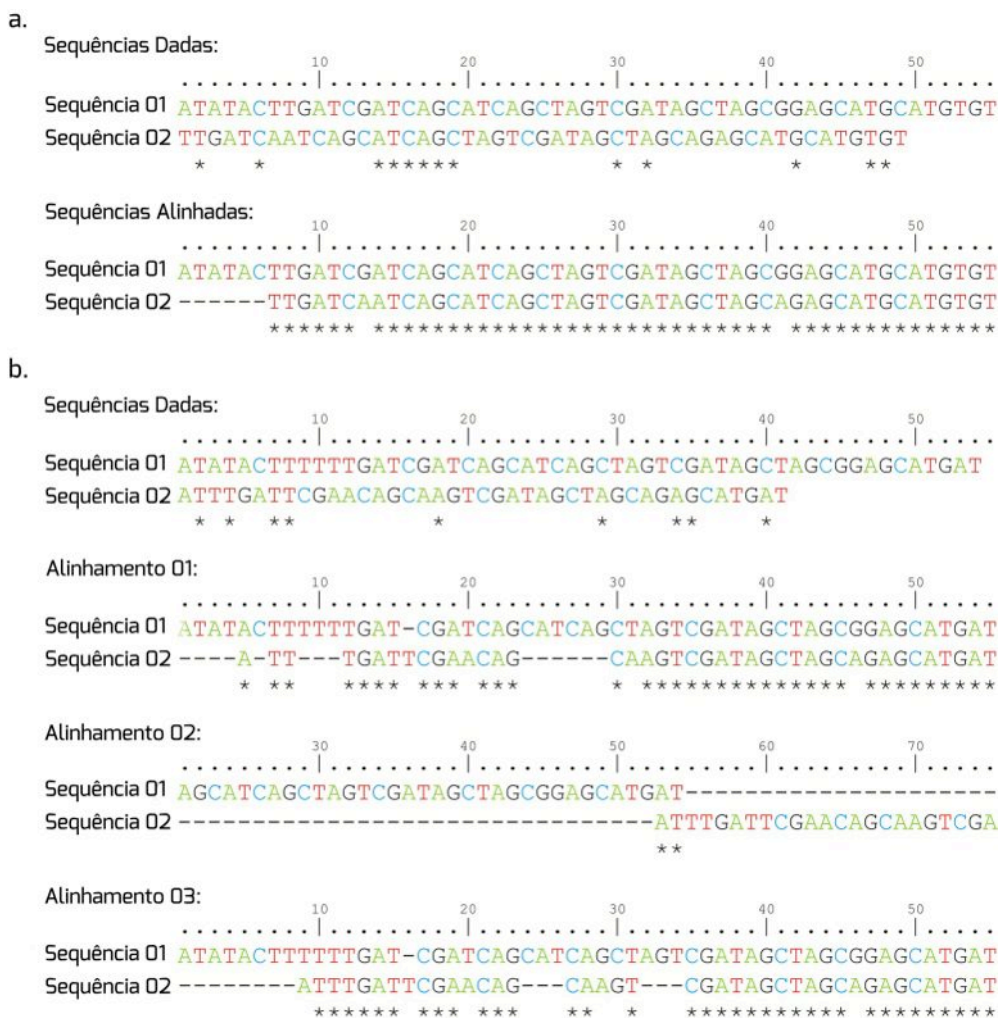 a.
Sequências Dadas:
10 20 30 40 50
Sequência 01 ATATACTTGATCGATCAGCATCAGCTAGTCGATAGCTAGCGGAGCATGCATGTGT
Sequência 02 TTGATCAATCAGCATCAGCTAGTCGATAGCTAGCAGAGCATGCATGTGT
* * ****** * * * **
Sequências Alinhadas:
10 20 30 40 50
Sequência 01 ATATACTTGATCGATCAGCATCAGCTAGTCGATAGCTAGCGGAGCATGCATGTGT
Sequência 02 ------TTGATCAATCAGCATCAGCTAGTCGATAGCTAGCAGAGCATGCATGTGT
****** *************************** **************
b.
Sequências Dadas:
10 20 30 40 50
Sequência 01 ATATACTTTTTTGATCGATCAGCATCAGCTAGTCGATAGCTAGCGGAGCATGAT
Sequência 02 ATTTGATTCGAACAGCAAGTCGATAGCTAGCAGAGCATGAT
* * ** * * ** *
Alinhamento 01:
10 20 30 40 50
Sequência 01 ATATACTTTTTTGAT-CGATCAGCATCAGCTAGTCGATAGCTAGCGGAGCATGAT
Sequência 02 ----A-TT---TGATTCGAACAG------CAAGTCGATAGCTAGCAGAGCATGAT
* ** **** *** *** * ************** *********
Alinhamento 02:
30 40 50 60 70
Sequência 01 AGCATCAGCTAGTCGATAGCTAGCGGAGCATGAT---------------------
Sequência 02 --------------------------------ATTTGATTCGAACAGCAAGTCGA
**
Alinhamento 03:
10 20 30 40 50
Sequência 01 ATATACTTTTTTGAT-CGATCAGCATCAGCTAGTCGATAGCTAGCGGAGCATGAT
Sequência 02 --------ATTTGATTCGAACAG---CAAGT---CGATAGCTAGCAGAGCATGAT
****** *** *** ** * *********** *********